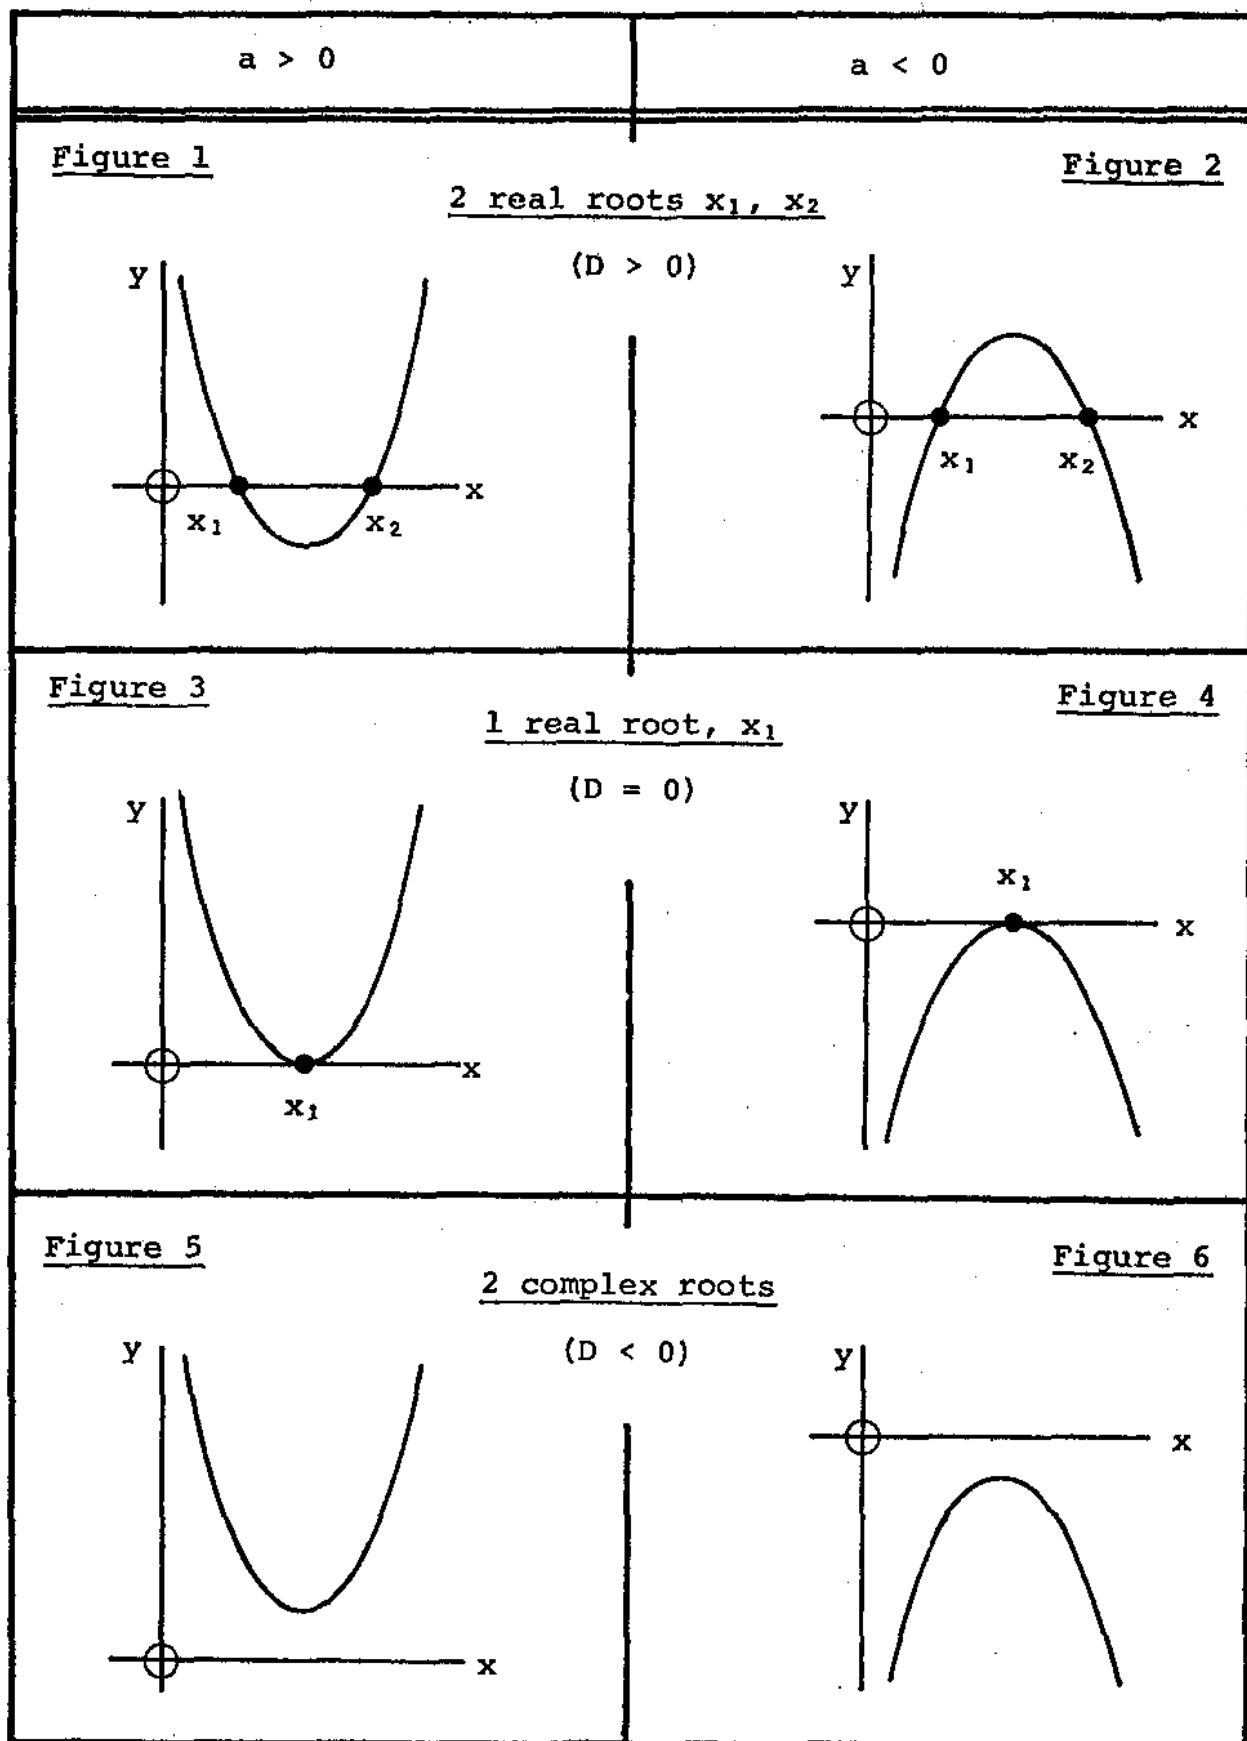 a > 0
a < 0
Figure 1
Figure 2
2 real roots x₁, x₂
(D > 0)
y
y
x
x₁
x₂
x
x₁
x₂
Figure 3
Figure 4
1 real root, x₁
(D = 0)
y
y
x₁
x
x
x₁
Figure 5
Figure 6
2 complex roots
(D < 0)
y
y
x
x